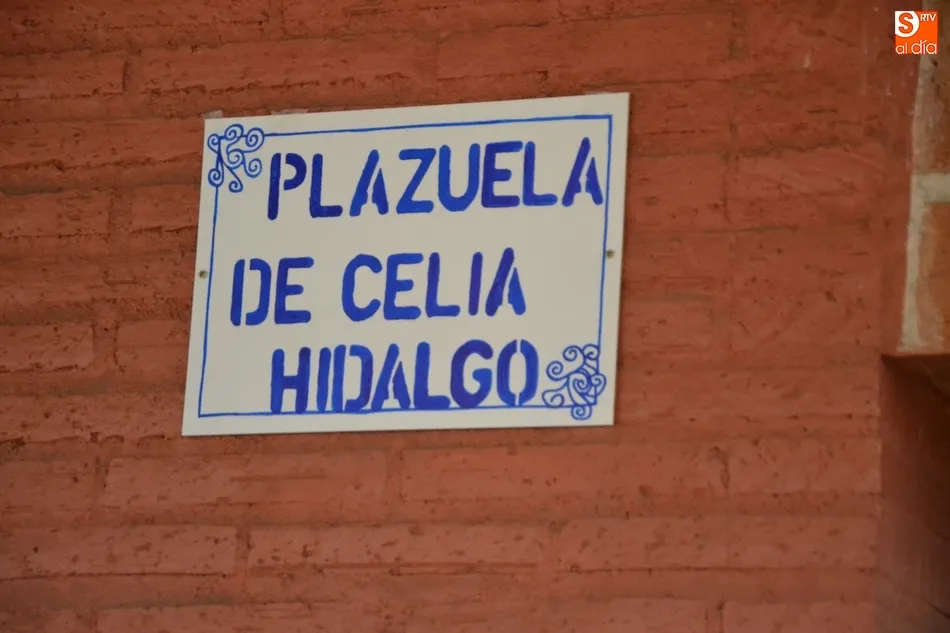 S RTV
al día
PLAZUELA
DE CELIA
HIDALGO